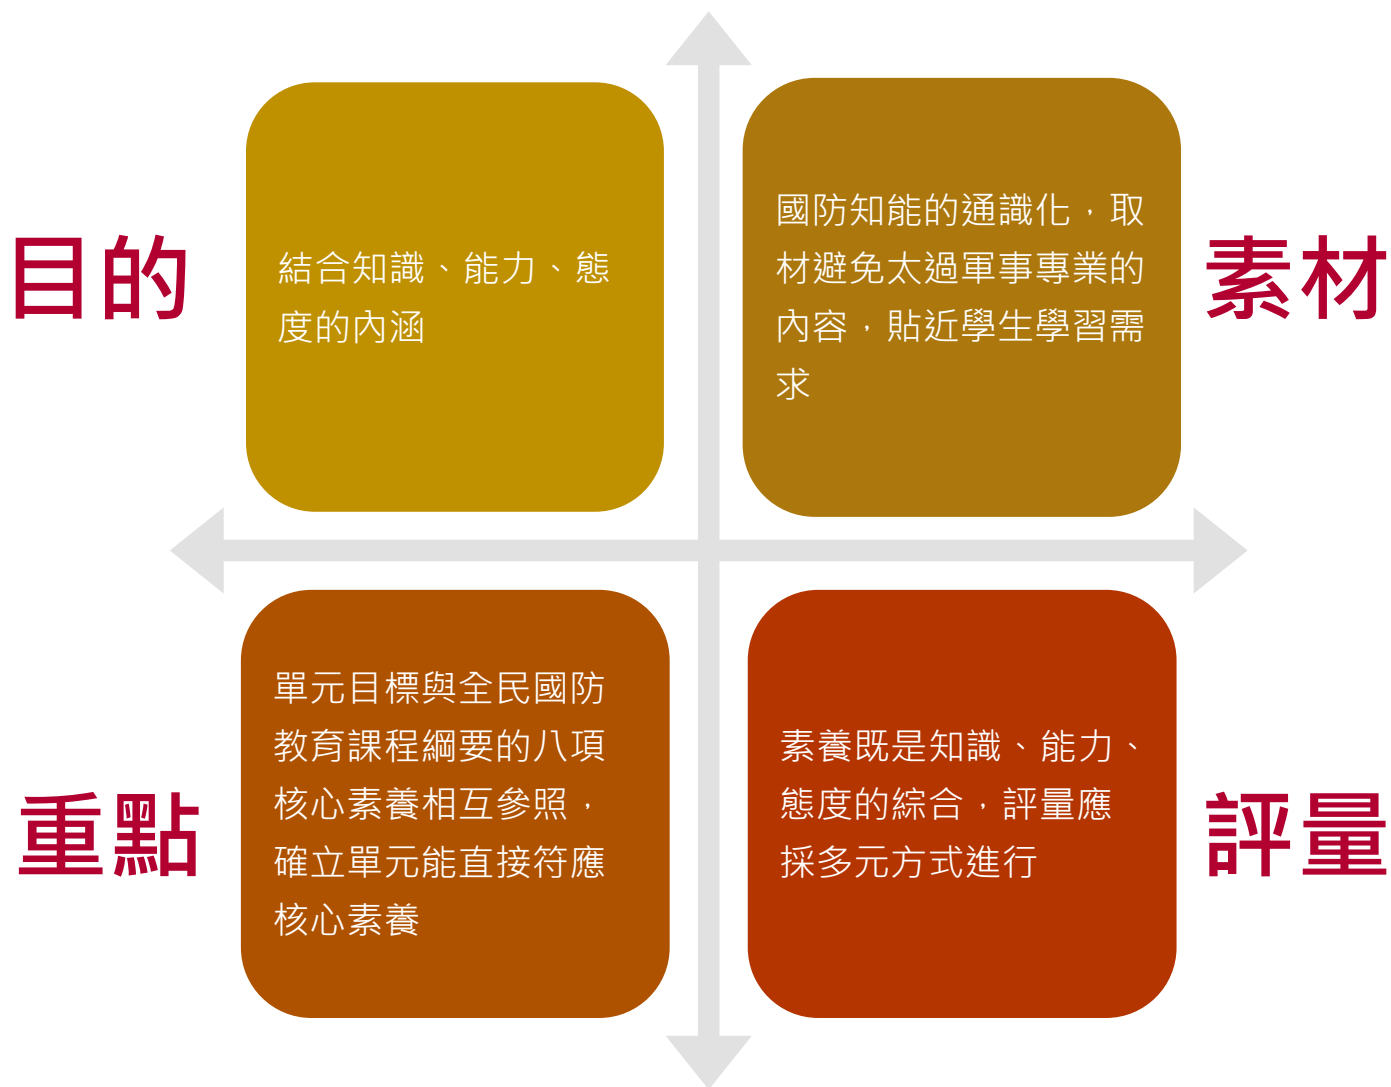 目的
結合知識、能力、態
度的內涵
國防知能的通識化，取
材避免太過軍事專業的
內容，貼近學生學習需
求
素材
重點
單元目標與全民國防
教育課程綱要的八項
核心素養相互參照，
確立單元能直接符應
核心素養
素養既是知識、能力、
態度的綜合，評量應
採多元方式進行
評量